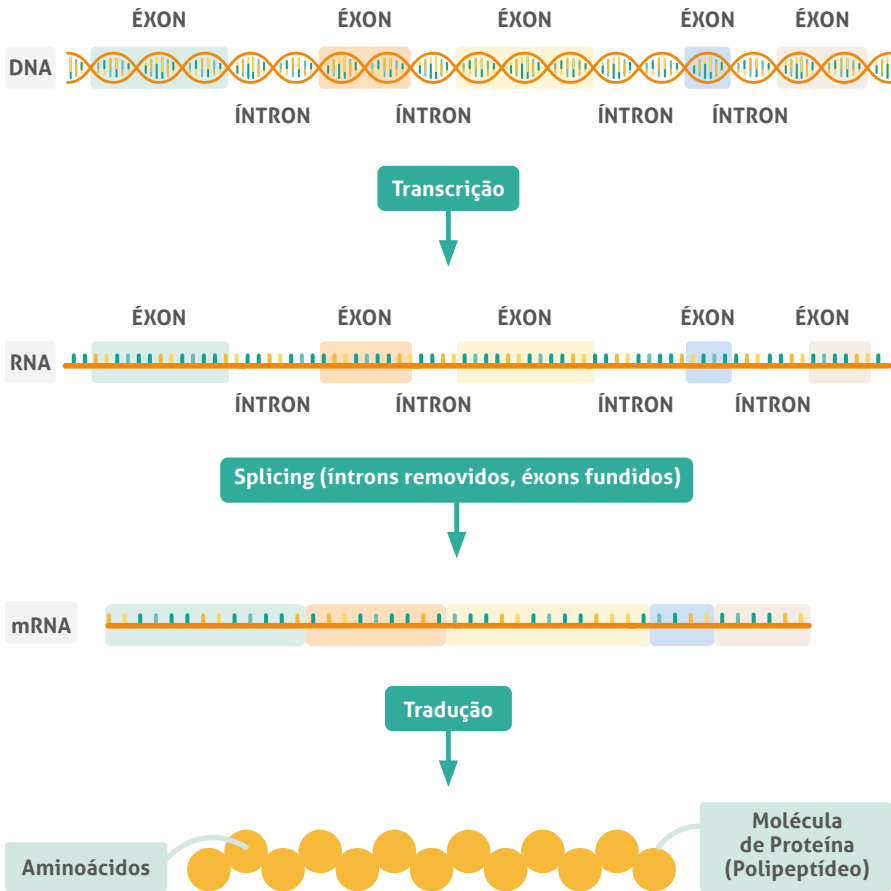 ÉXON ÉXON ÉXON ÉXON ÉXON
DNA
ÍNTRON ÍNTRON ÍNTRON ÍNTRON
Transcrição
ÉXON ÉXON ÉXON ÉXON ÉXON
RNA
ÍNTRON ÍNTRON ÍNTRON ÍNTRON
Splicing (íntrons removidos, éxons fundidos)
mRNA
Tradução
Aminoácidos
Molécula
de Proteína
(Polipeptídeo)